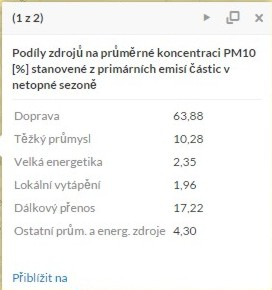 (1 z 2)
Podíly zdrojů na průměrné koncentraci PM10
[%] stanovené z primárních emisí částic v
netopné sezoně
Doprava 63,88
Těžký průmysl 10,28
Velká energetika 2,35
Lokální vytápění 1,96
Dálkový přenos 17,22
Ostatní prům. a energ. zdroje 4,30
Přiblížit na